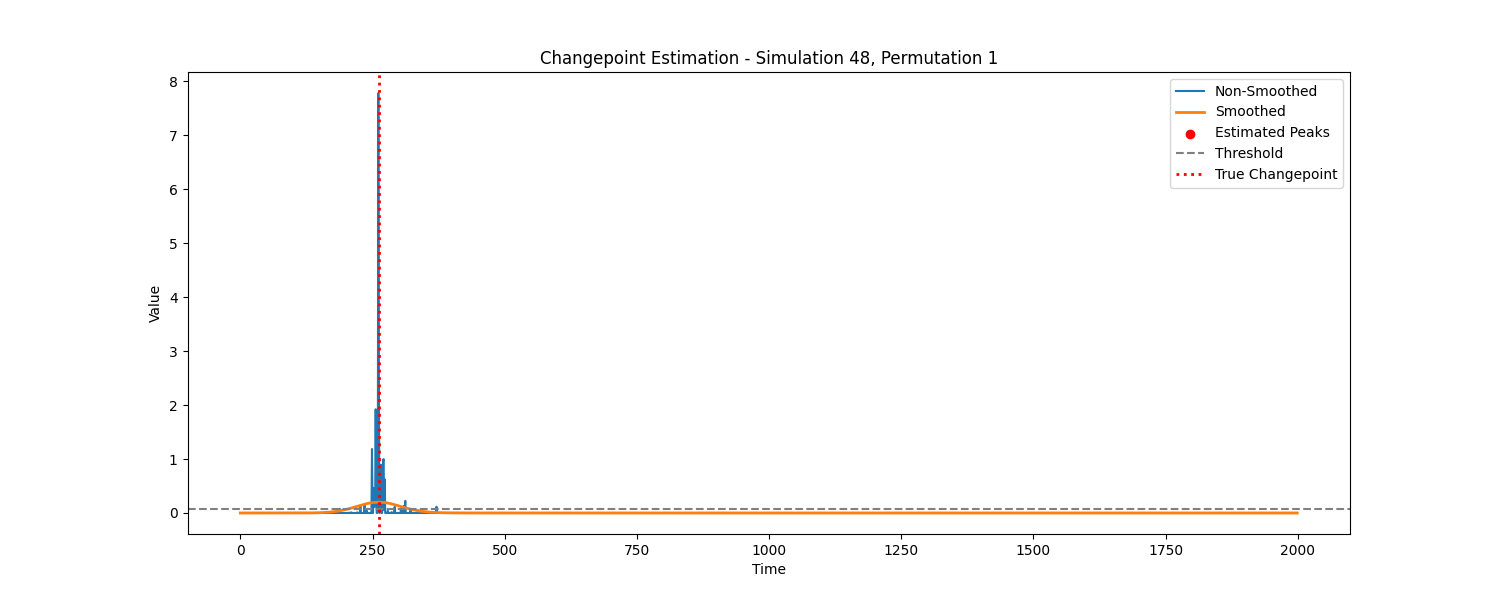 Changepoint Estimation - Simulation 48, Permutation 1
8
7
6
5
4
3
2
1
0
Value
0 250 500 750 1000 1250 1500 1750 2000
Time
Non-Smoothed
Smoothed
Estimated Peaks
Threshold
True Changepoint